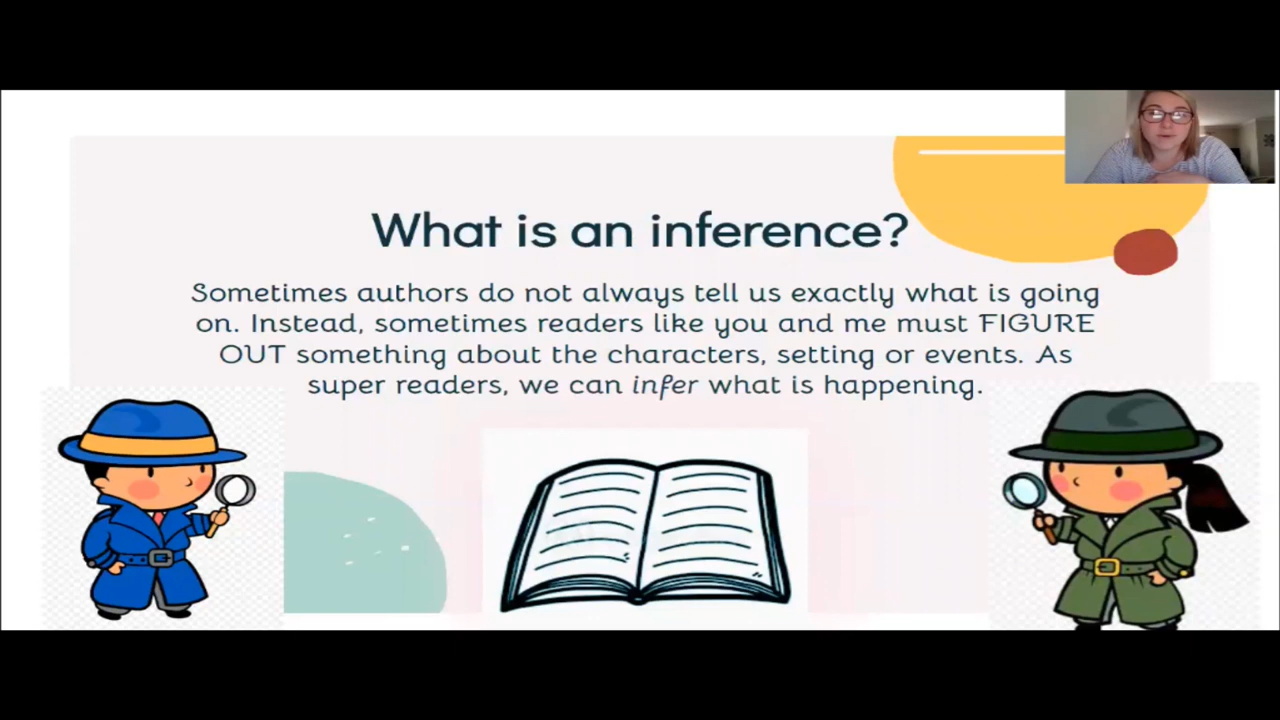 What is an inference?
Sometimes authors do not always tell us exactly what is going
on. Instead, sometimes readers like you and me must FIGURE
OUT something about the characters, setting or events. As
super readers, we can infer what is happening.